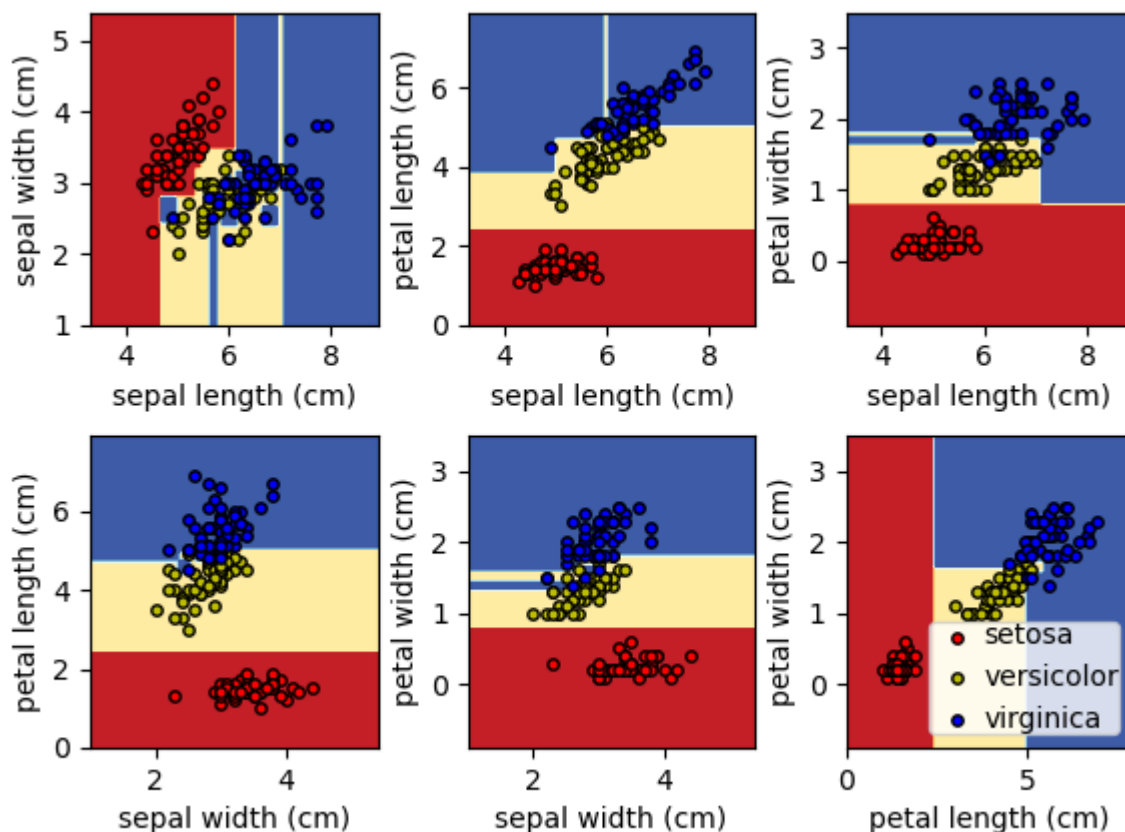 5
4
3
2
1
sepal width (cm)
4 6 8
sepal length (cm)
6
4
2
0
petal length (cm)
4 6 8
sepal length (cm)
3
2
1
0
petal width (cm)
4 6 8
sepal length (cm)
6
4
2
0
petal length (cm)
2 4
sepal width (cm)
3
2
1
0
petal width (cm)
2 4
sepal width (cm)
3
2
1
0
petal width (cm)
setosa
versicolor
virginica
0 5
petal length (cm)